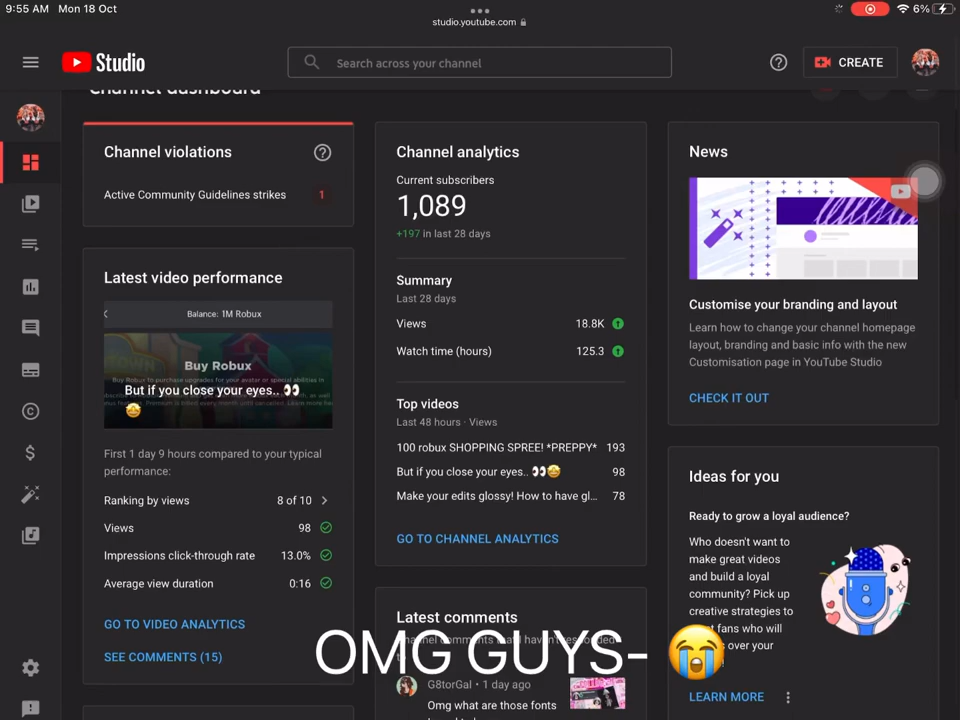 9:55 AM Mon 18 Oct
studio.youtube.com
6%
Studio
Search across your channel
CREATE
Channel dashboard
Channel violations
Active Community Guidelines strikes 1
Latest video performance
Balance: 1M Robux
Buy Robux
But if you close your eyes.. 👀
🤩
First 1 day 9 hours compared to your typical
performance:
Ranking by views 8 of 10
Views 98
Impressions click-through rate 13.0%
Average view duration 0:16
GO TO VIDEO ANALYTICS
SEE COMMENTS (15)
Channel analytics
Current subscribers
1,089
+197 in last 28 days
Summary
Last 28 days
Views 18.8K
Watch time (hours) 125.3
Top videos
Last 48 hours · Views
100 robux SHOPPING SPREE! *PREPPY* 193
But if you close your eyes.. 👀🤩 98
Make your edits glossy! How to have gl... 78
GO TO CHANNEL ANALYTICS
Latest comments
Channel comments that I haven't responded
G8torGal • 1 day ago
Omg what are those fonts
News
Customise your branding and layout
Learn how to change your channel homepage
layout, branding and basic info with the new
Customisation page in YouTube Studio
CHECK IT OUT
Ideas for you
Ready to grow a loyal audience?
Who doesn't want to
make great videos
and build a loyal
community? Pick up
creative strategies to
fans who will
over your
LEARN MORE
OMG GUYS- 😭